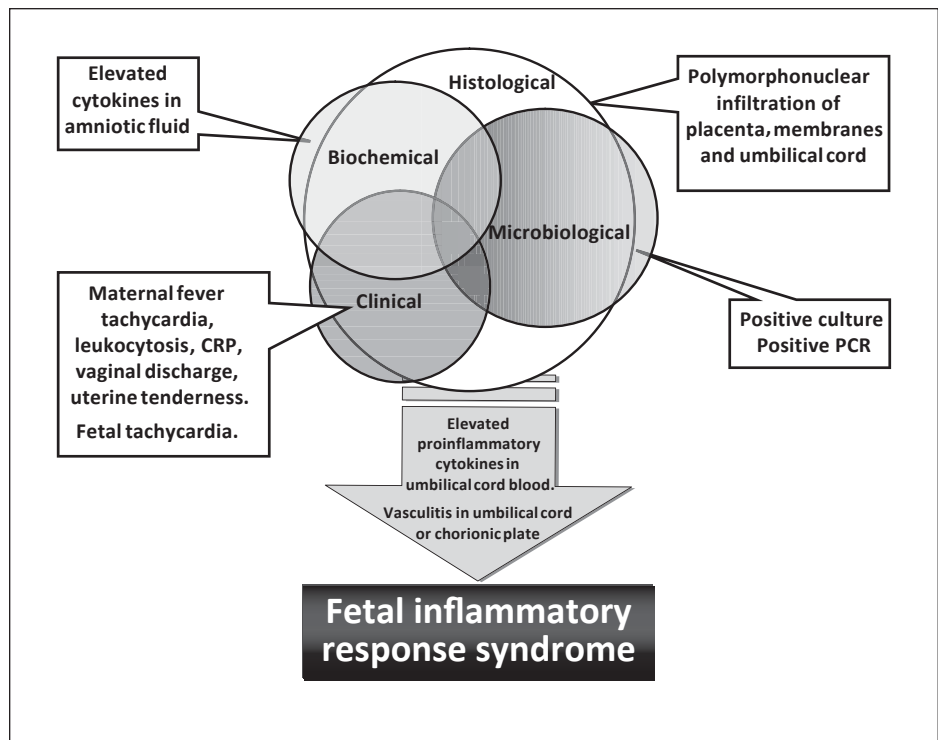 Elevated
cytokines in
amniotic fluid
Histological
Polymorphonuclear
infiltration of
placenta, membranes
and umbilical cord
Biochemical
Microbiological
Clinical
Maternal fever
tachycardia,
leukocytosis, CRP,
vaginal discharge,
uterine tenderness.
Fetal tachycardia.
Positive culture
Positive PCR
Elevated
proinflammatory
cytokines in
umbilical cord blood.
Vasculitis in umbilical cord
or chorionic plate
Fetal inflammatory
response syndrome